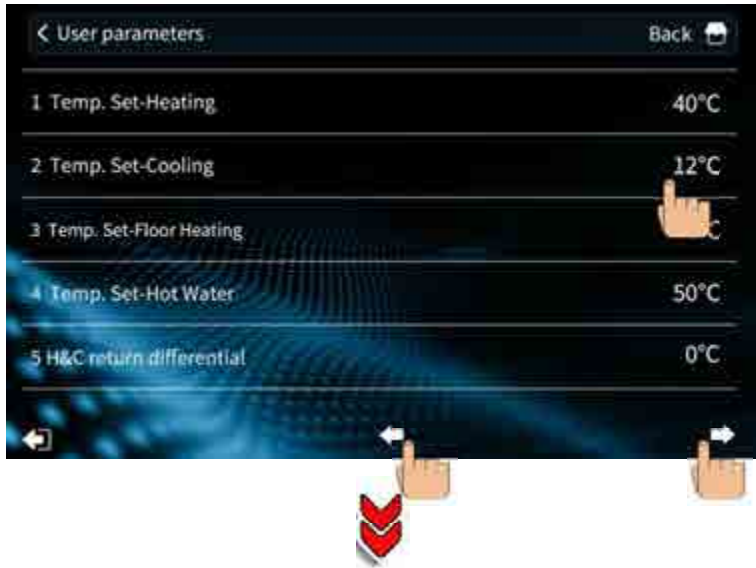 < User parameters Back
1 Temp. Set-Heating 40°C
2 Temp. Set-Cooling 12°C
3 Temp. Set-Floor Heating C
4 Temp. Set-Hot Water 50°C
5 H&C return differential 0°C